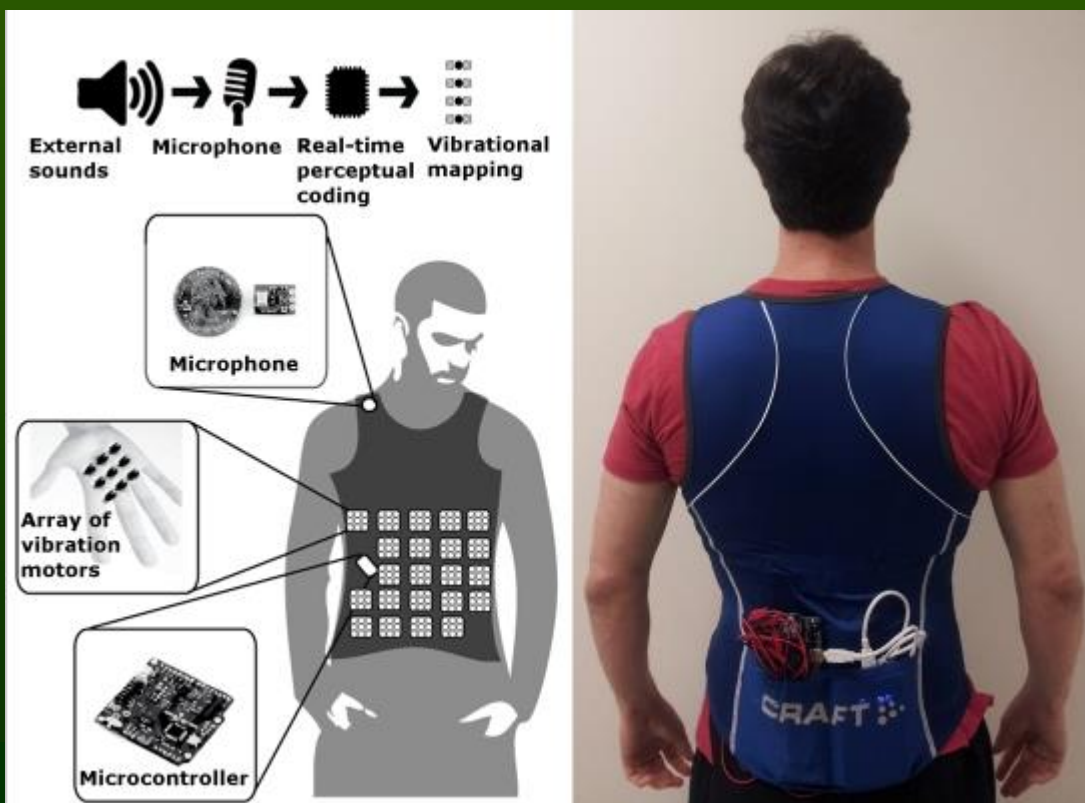 External
sounds
Microphone
Real-time
perceptual
coding
Vibrational
mapping
Microphone
Array of
vibration
motors
Microcontroller
CRAFT